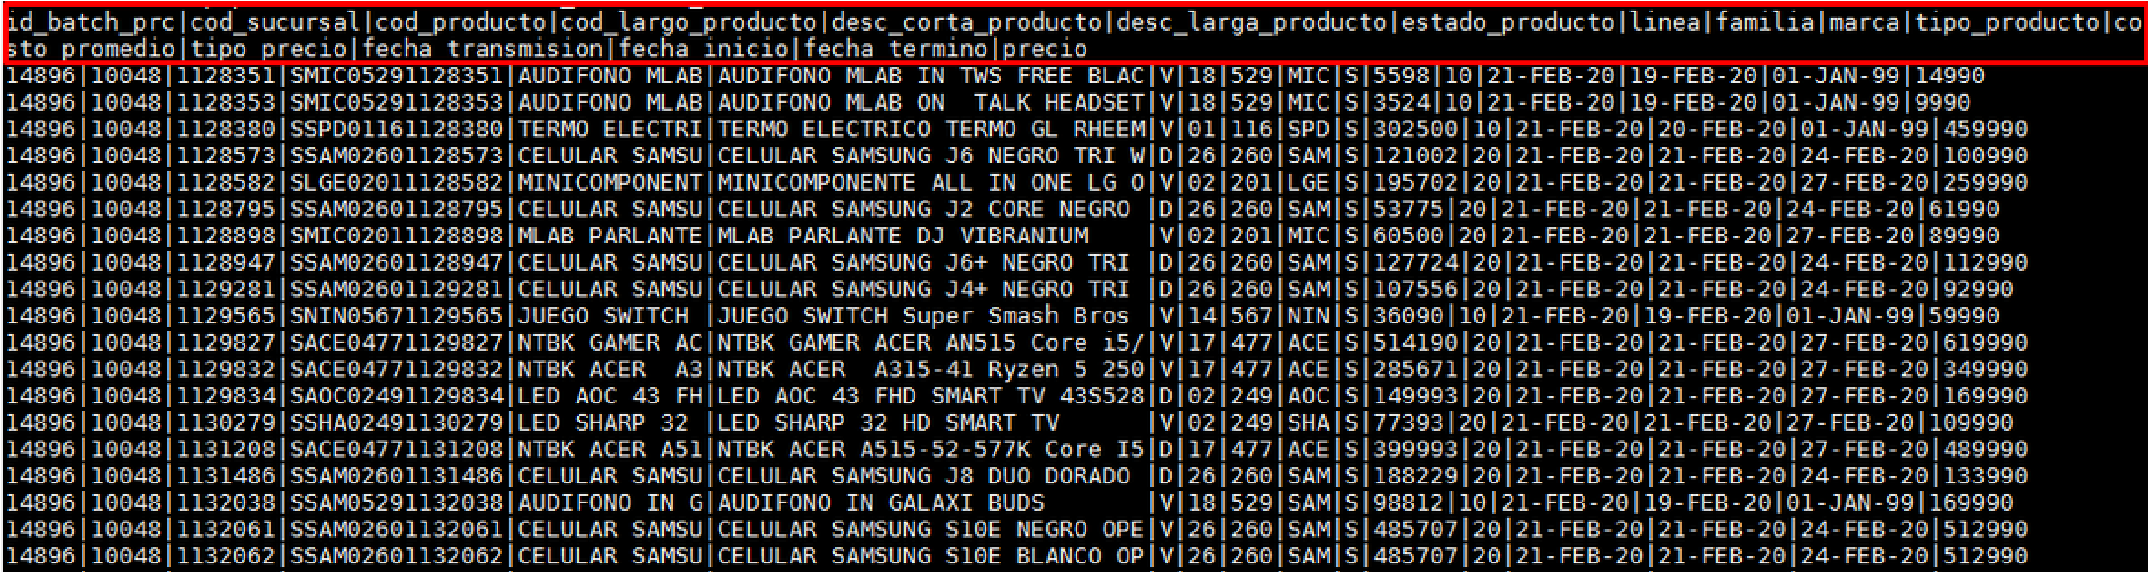 id_batch_prc|cod_sucursal|cod_producto|cod_largo_producto|desc_corta_producto|desc_larga_producto|estado_producto|linea|familia|marca|tipo_producto|co
sto promedio|tipo precio|fecha transmision|fecha inicio|fecha termino|precio
14896|10048|1128351|SMIC05291128351|AUDIFONO MLAB|AUDIFONO MLAB IN TWS FREE BLAC|V|18|529|MIC|S|5598|10|21-FEB-20|19-FEB-20|01-JAN-99|14990
14896|10048|1128353|SMIC05291128353|AUDIFONO MLAB|AUDIFONO MLAB ON  TALK HEADSET|V|18|529|MIC|S|3524|10|21-FEB-20|19-FEB-20|01-JAN-99|9990
14896|10048|1128380|SSPD01161128380|TERMO ELECTRI|TERMO ELECTRICO TERMO GL RHEEM|V|01|116|SPD|S|302500|10|21-FEB-20|20-FEB-20|01-JAN-99|459990
14896|10048|1128573|SSAM02601128573|CELULAR SAMSU|CELULAR SAMSUNG J6 NEGRO TRI W|D|26|260|SAM|S|121002|20|21-FEB-20|21-FEB-20|24-FEB-20|100990
14896|10048|1128582|SLGE02011128582|MINICOMPONENT|MINICOMPONENTE ALL IN ONE LG O|V|02|201|LGE|S|195702|20|21-FEB-20|21-FEB-20|27-FEB-20|259990
14896|10048|1128795|SSAM02601128795|CELULAR SAMSU|CELULAR SAMSUNG J2 CORE NEGRO |D|26|260|SAM|S|53775|20|21-FEB-20|21-FEB-20|24-FEB-20|61990
14896|10048|1128898|SMIC02011128898|MLAB PARLANTE|MLAB PARLANTE DJ VIBRANIUM   |V|02|201|MIC|S|60500|20|21-FEB-20|21-FEB-20|27-FEB-20|89990
14896|10048|1128947|SSAM02601128947|CELULAR SAMSU|CELULAR SAMSUNG J6+ NEGRO TRI |D|26|260|SAM|S|127724|20|21-FEB-20|21-FEB-20|24-FEB-20|112990
14896|10048|1129281|SSAM02601129281|CELULAR SAMSU|CELULAR SAMSUNG J4+ NEGRO TRI |D|26|260|SAM|S|107556|20|21-FEB-20|21-FEB-20|24-FEB-20|92990
14896|10048|1129565|SNIN05671129565|JUEGO SWITCH |JUEGO SWITCH Super Smash Bros |V|14|567|NIN|S|36090|10|21-FEB-20|19-FEB-20|01-JAN-99|59990
14896|10048|1129827|SACE04771129827|NTBK GAMER AC|NTBK GAMER ACER AN515 Core i5/|V|17|477|ACE|S|514190|20|21-FEB-20|21-FEB-20|27-FEB-20|619990
14896|10048|1129832|SACE04771129832|NTBK ACER  A3|NTBK ACER  A315-41 Ryzen 5 250|V|17|477|ACE|S|285671|20|21-FEB-20|21-FEB-20|27-FEB-20|349990
14896|10048|1129834|SAOC02491129834|LED AOC 43 FH|LED AOC 43 FHD SMART TV 43S528|D|02|249|AOC|S|149993|20|21-FEB-20|21-FEB-20|27-FEB-20|169990
14896|10048|1130279|SSHA02491130279|LED SHARP 32 |LED SHARP 32 HD SMART TV     |V|02|249|SHA|S|77393|20|21-FEB-20|21-FEB-20|27-FEB-20|109990
14896|10048|1131208|SACE04771131208|NTBK ACER A51|NTBK ACER A515-52-577K Core I5|D|17|477|ACE|S|399993|20|21-FEB-20|21-FEB-20|27-FEB-20|489990
14896|10048|1131486|SSAM02601131486|CELULAR SAMSU|CELULAR SAMSUNG J8 DUO DORADO |D|26|260|SAM|S|188229|20|21-FEB-20|21-FEB-20|24-FEB-20|133990
14896|10048|1132038|SSAM05291132038|AUDIFONO IN G|AUDIFONO IN GALAXI BUDS      |V|18|529|SAM|S|98812|10|21-FEB-20|19-FEB-20|01-JAN-99|169990
14896|10048|1132061|SSAM02601132061|CELULAR SAMSU|CELULAR SAMSUNG S10E NEGRO OPE|V|26|260|SAM|S|485707|20|21-FEB-20|21-FEB-20|24-FEB-20|512990
14896|10048|1132062|SSAM02601132062|CELULAR SAMSU|CELULAR SAMSUNG S10E BLANCO OP|V|26|260|SAM|S|485707|20|21-FEB-20|21-FEB-20|24-FEB-20|512990